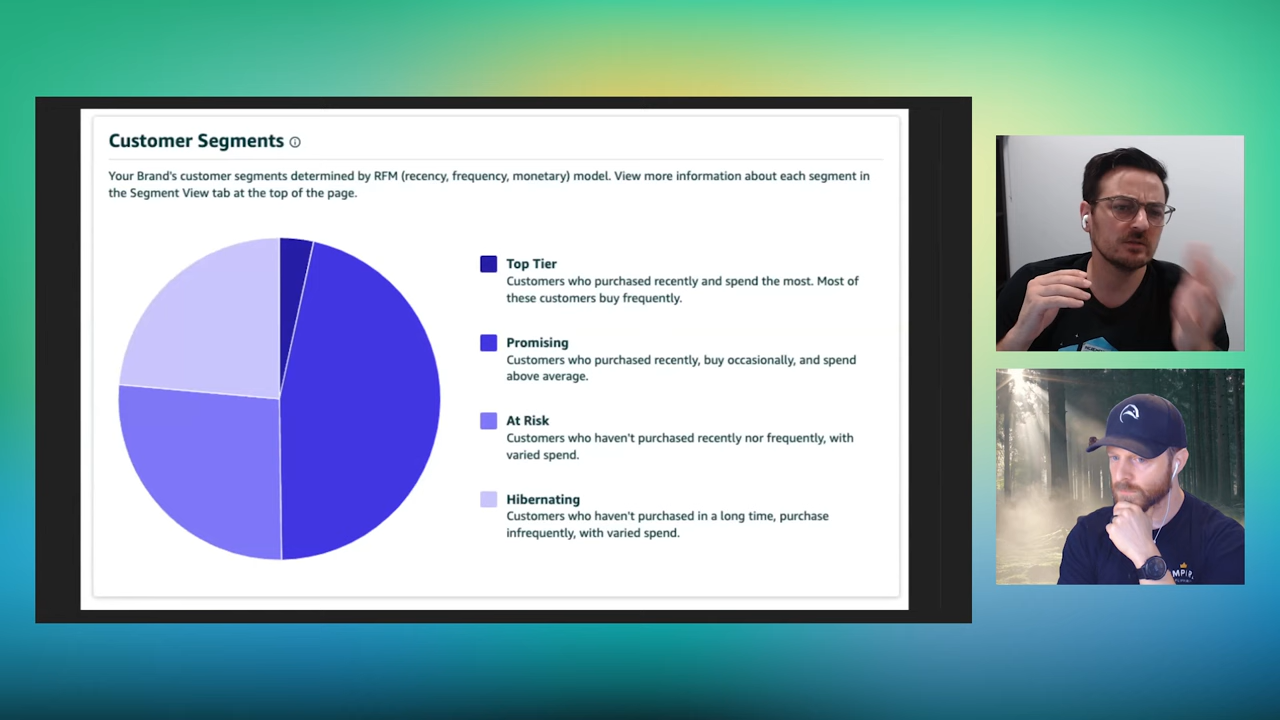 Customer Segments
Your Brand's customer segments determined by RFM (recency, frequency, monetary) model. View more information about each segment in
the Segment View tab at the top of the page.
Top Tier
Customers who purchased recently and spend the most. Most of
these customers buy frequently.
Promising
Customers who purchased recently, buy occasionally, and spend
above average.
At Risk
Customers who haven't purchased recently nor frequently, with
varied spend.
Hibernating
Customers who haven't purchased in a long time, purchase
infrequently, with varied spend.